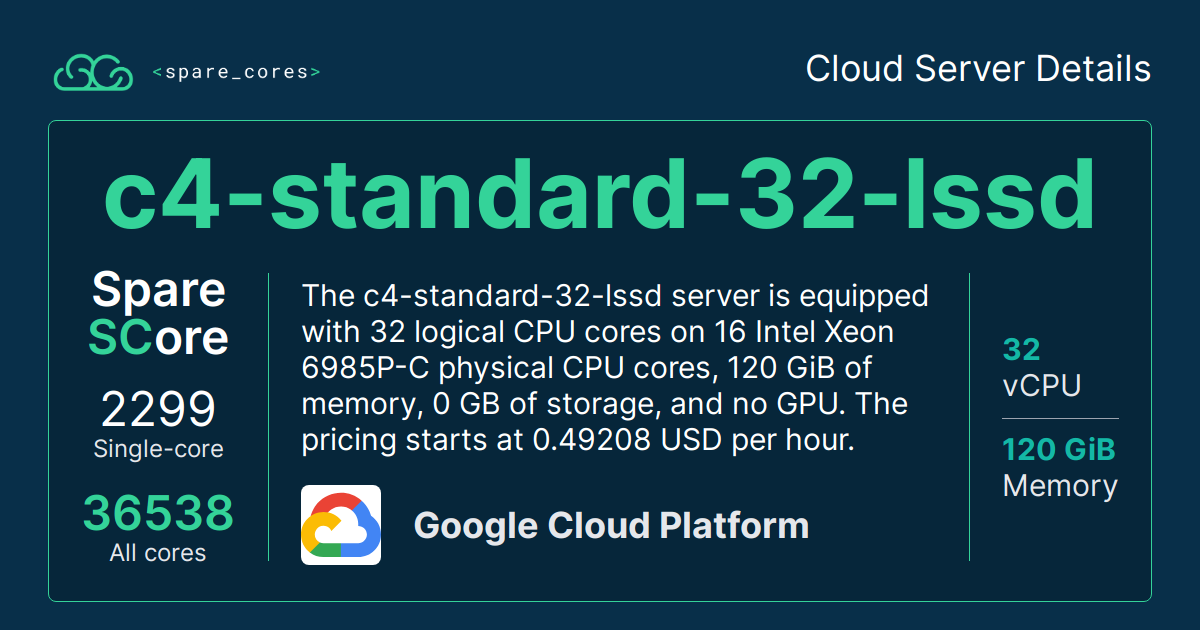 <spare_cores>
Cloud Server Details
c4-standard-32-lssd
Spare
SCore
2299
Single-core
36538
All cores
The c4-standard-32-lssd server is equipped
with 32 logical CPU cores on 16 Intel Xeon
6985P-C physical CPU cores, 120 GiB of
memory, 0 GB of storage, and no GPU. The
pricing starts at 0.49208 USD per hour.
Google Cloud Platform
32
vCPU
120 GiB
Memory